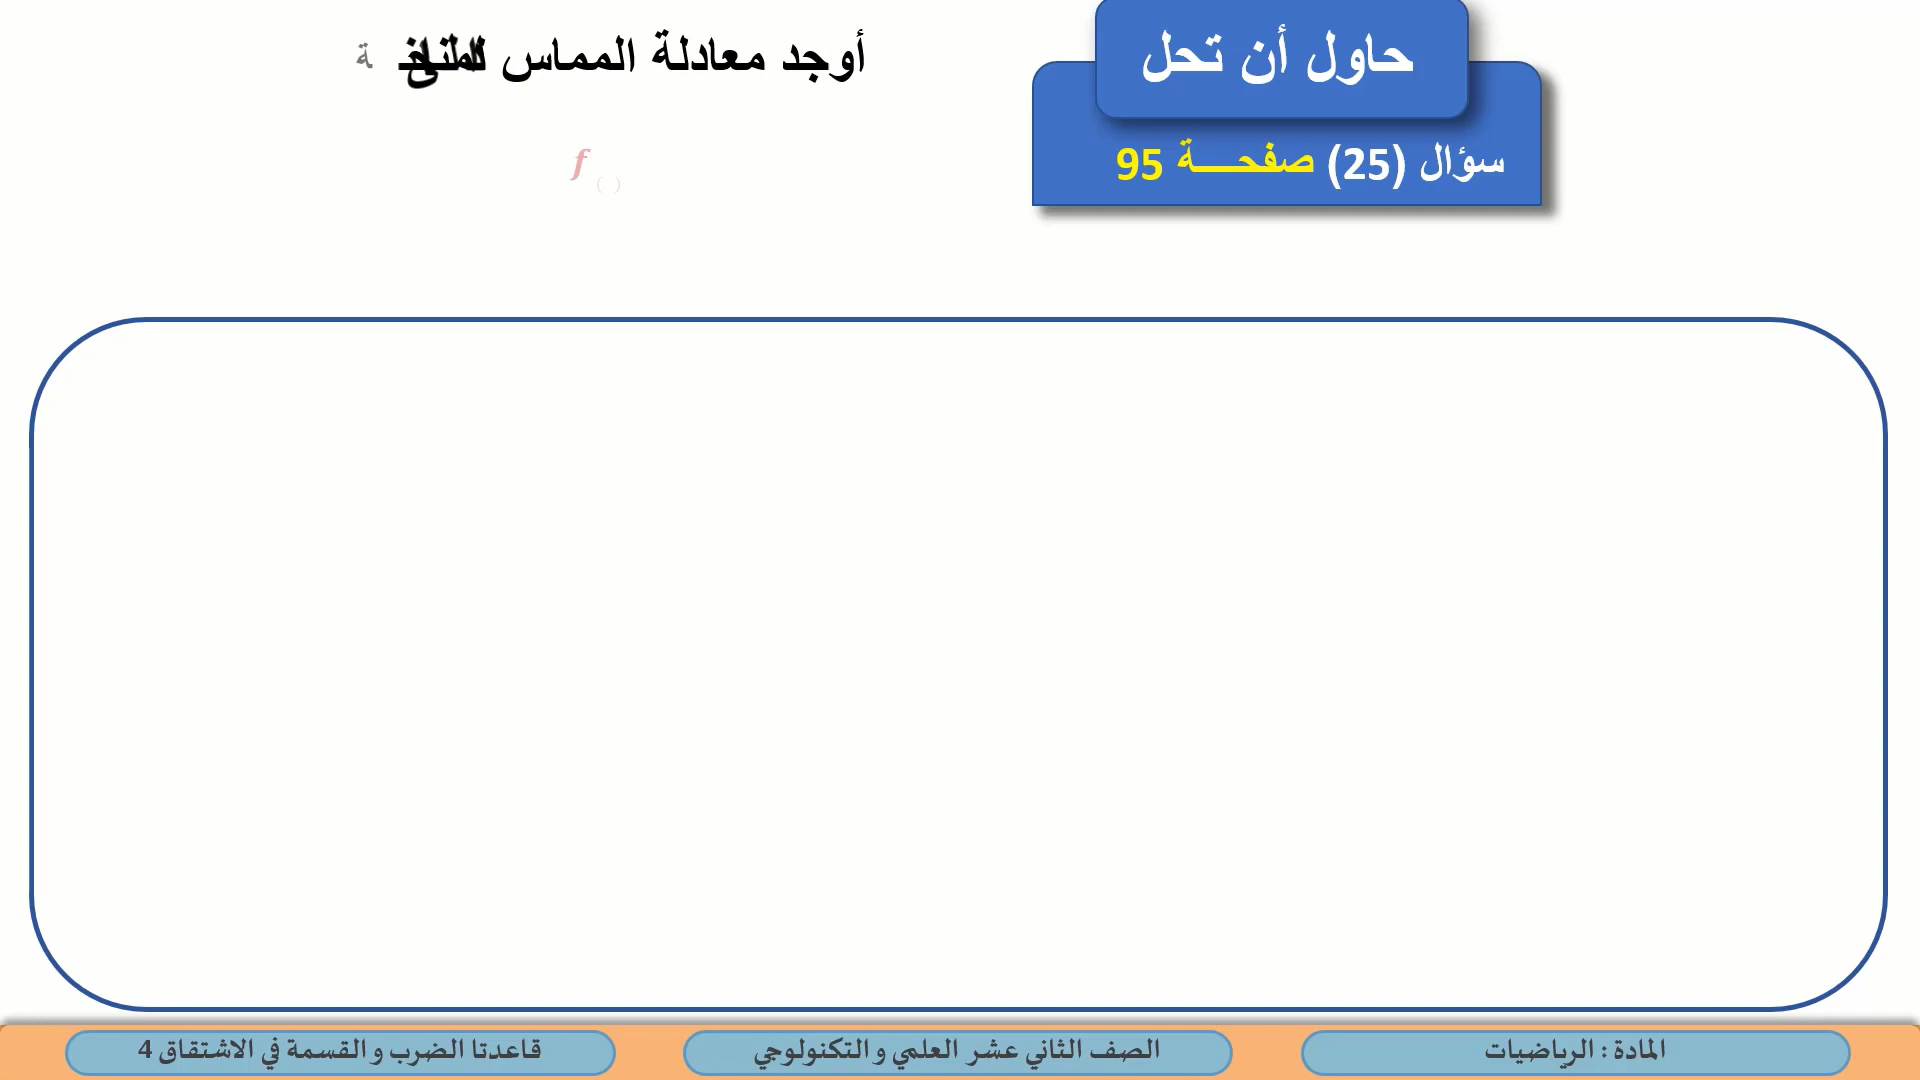 حاول أن تحل
سؤال (25) صفحـــة 95
أوجد معادلة المماس
f ( )
المادة : الرياضيات
الصف الثاني عشر العلمي و التكنولوجي
قاعدتا الضرب و القسمة في الاشتقاق 4